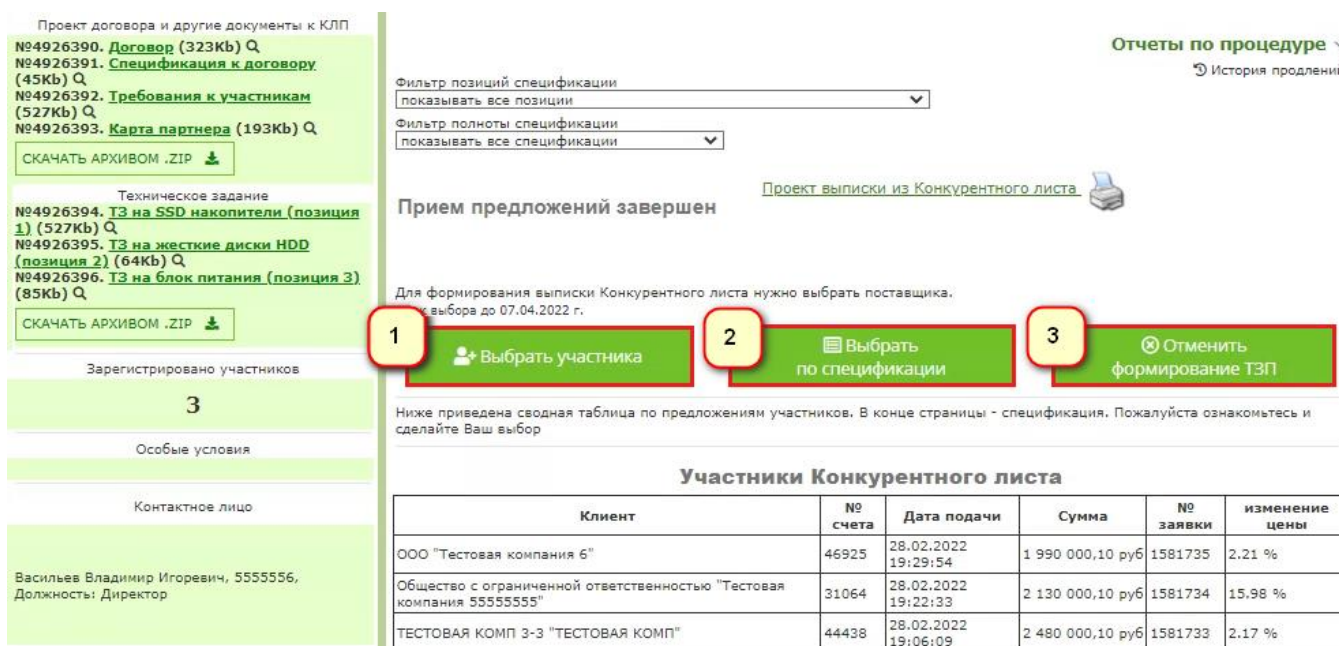 Проект договора и другие документы к КЛП
№4926390. Договор (323Kb)
№4926391. Спецификация к договору
(45Kb)
№4926392. Требования к участникам
(527Kb)
№4926393. Карта партнера (193Kb)
СКАЧАТЬ АРХИВОМ .ZIP
Техническое задание
№4926394. ТЗ на SSD накопители (позиция
1) (527Kb)
№4926395. ТЗ на жесткие диски HDD
(позиция 2) (64Kb)
№4926396. ТЗ на блок питания (позиция 3)
(85Kb)
СКАЧАТЬ АРХИВОМ .ZIP
Зарегистрировано участников
3
Особые условия
Контактное лицо
Васильев Владимир Игоревич, 5555556,
Должность: Директор
Отчеты по процедуре
История продлений
Фильтр позиций спецификации
показывать все позиции
Фильтр полноты спецификации
показывать все спецификации
Проект выписки из Конкурентного листа
Прием предложений завершен
Для формирования выписки Конкурентного листа нужно выбрать поставщика.
выбора до 07.04.2022 г.
1
Выбрать участника
2
Выбрать
по спецификации
3
Отменить
формирование ТЗП
Ниже приведена сводная таблица по предложениям участников. В конце страницы - спецификация. Пожалуйста ознакомьтесь и
сделайте Ваш выбор
Участники Конкурентного листа
Клиент № счета Дата подачи Сумма № заявки изменение цены
ООО "Тестовая компания 6" 46925 28.02.2022 19:29:54 1 990 000,10 руб 1581735 2.21 %
Общество с ограниченной ответственностью "Тестовая компания 55555555" 31064 28.02.2022 19:22:33 2 130 000,10 руб 1581734 15.98 %
ТЕСТОВАЯ КОМП 3-3 "ТЕСТОВАЯ КОМП" 44438 28.02.2022 19:06:09 2 480 000,10 руб 1581733 2.17 %